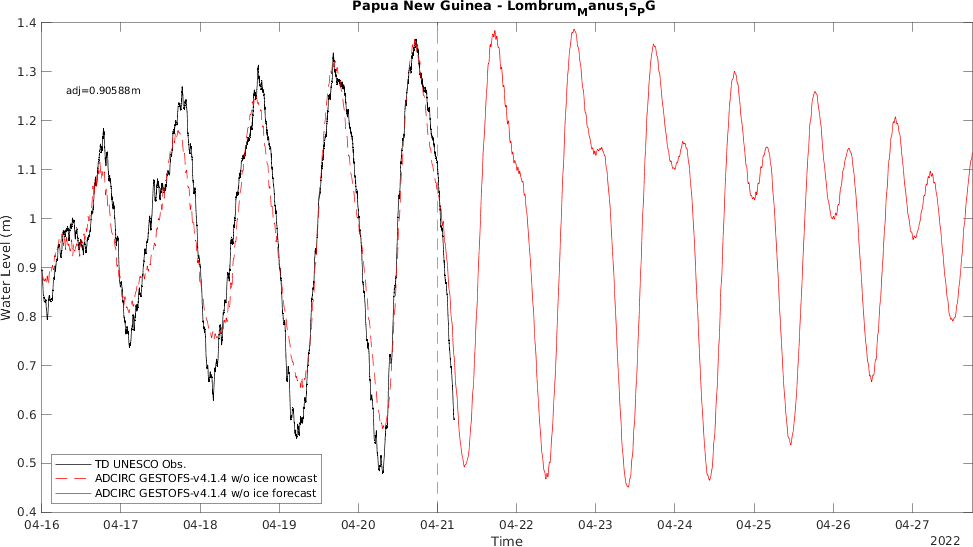 Papua New Guinea - LombrumManusIsPG
1.4
1.3
1.2
1.1
1
0.9
0.8
0.7
0.6
0.5
0.4
Water Level (m)
adj=0.90588m
TD UNESCO Obs.
ADCIRC GESTOFS-v4.1.4 w/o ice nowcast
ADCIRC GESTOFS-v4.1.4 w/o ice forecast
04-16 04-17 04-18 04-19 04-20 04-21 04-22 04-23 04-24 04-25 04-26 04-27
Time
2022